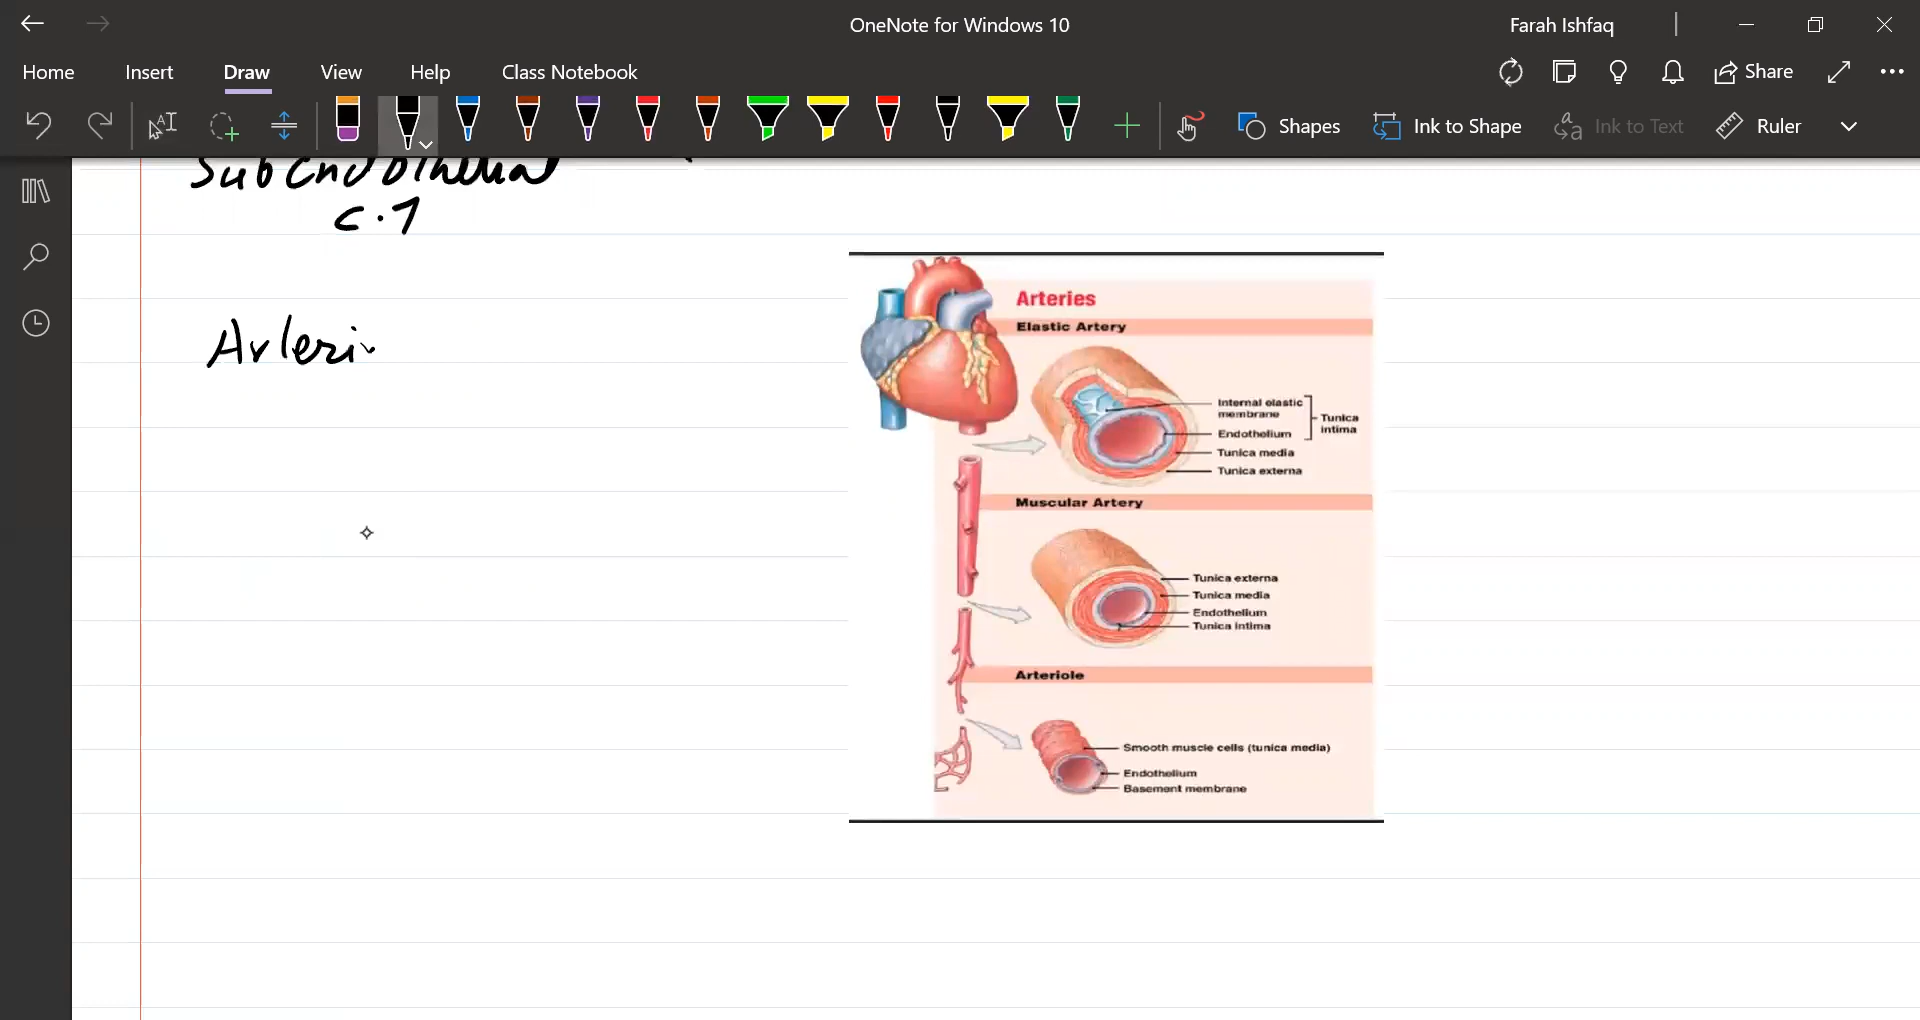 OneNote for Windows 10
Farah Ishfaq
Home Insert Draw View Help Class Notebook
Share
Shapes Ink to Shape Ink to Text Ruler
SubEndothelial
C.T
Arteri
Arteries
Elastic Artery
Internal elastic
membrane
Endothelium
Tunica
intima
Tunica media
Tunica externa
Muscular Artery
Tunica externa
Tunica media
Endothelium
Tunica intima
Arteriole
Smooth muscle cells (tunica media)
Endothelium
Basement membrane